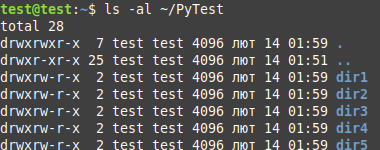 test@test:~$ ls -al ~/PyTest
total 28
drwxrwxr-x  7 test test 4096 лют 14 01:59 .
drwxr-xr-x 25 test test 4096 лют 14 01:51 ..
drwxrw-r-x  2 test test 4096 лют 14 01:59 dir1
drwxrw-r-x  2 test test 4096 лют 14 01:59 dir2
drwxrw-r-x  2 test test 4096 лют 14 01:59 dir3
drwxrw-r-x  2 test test 4096 лют 14 01:59 dir4
drwxrw-r-x  2 test test 4096 лют 14 01:59 dir5